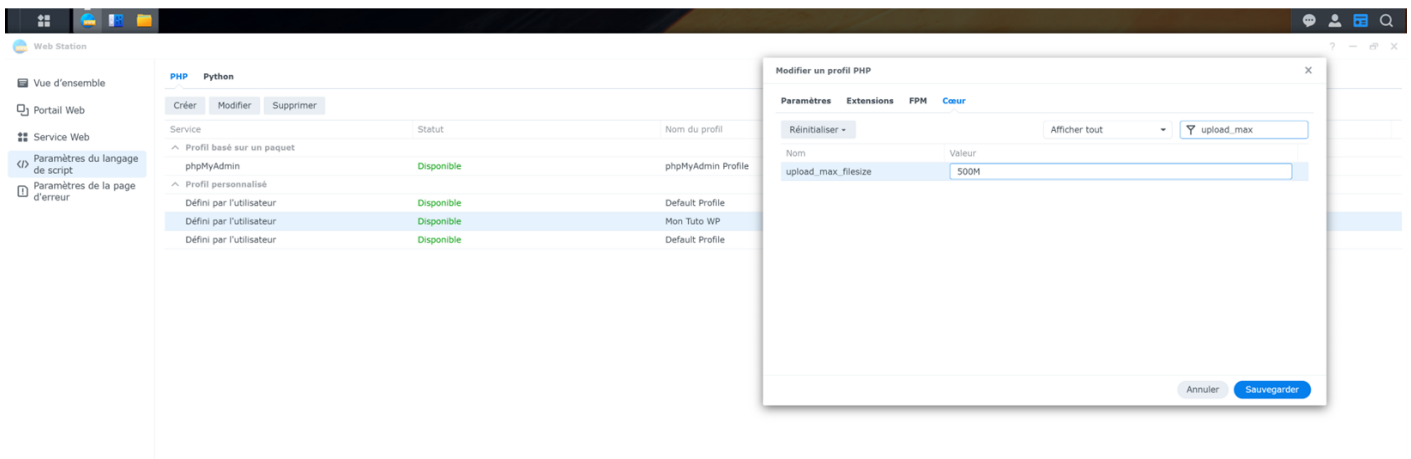 Web Station
Vue d'ensemble
Portail Web
Service Web
Paramètres du langage
de script
Paramètres de la page
d'erreur
PHP Python
Créer Modifier Supprimer
Service Statut Nom du profil
Profil basé sur un paquet
phpMyAdmin Disponible phpMyAdmin Profile
Profil personnalisé
Défini par l'utilisateur Disponible Default Profile
Défini par l'utilisateur Disponible Mon Tuto WP
Défini par l'utilisateur Disponible Default Profile
Modifier un profil PHP
Paramètres Extensions FPM Cœur
Réinitialiser Afficher tout upload_max
Nom Valeur
upload_max_filesize 500M
Annuler Sauvegarder